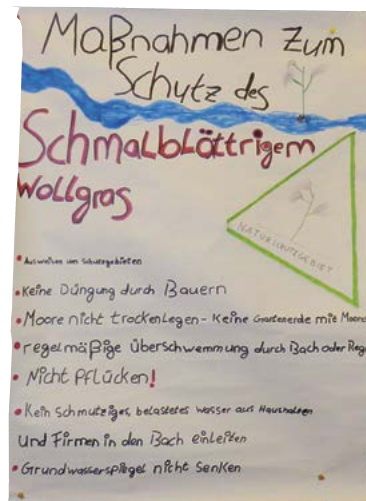 Maßnahmen zum
Schutz des
Schmalblättrigem
Wollgras
NATURSCHUTZGEBIET
• Ausweisen von Schutzgebieten
• Keine Düngung durch Bauern
• Moore nicht trockenlegen - Keine Gartenerde mit Moore
• regelmäßige Überschwemmung durch Bach oder Reg
• Nicht Pflücken!
• Kein schmutziges, belastetes Wasser aus Haushalten
Und Firmen in den Bach einleiten
• Grundwasserspiegel nicht senken